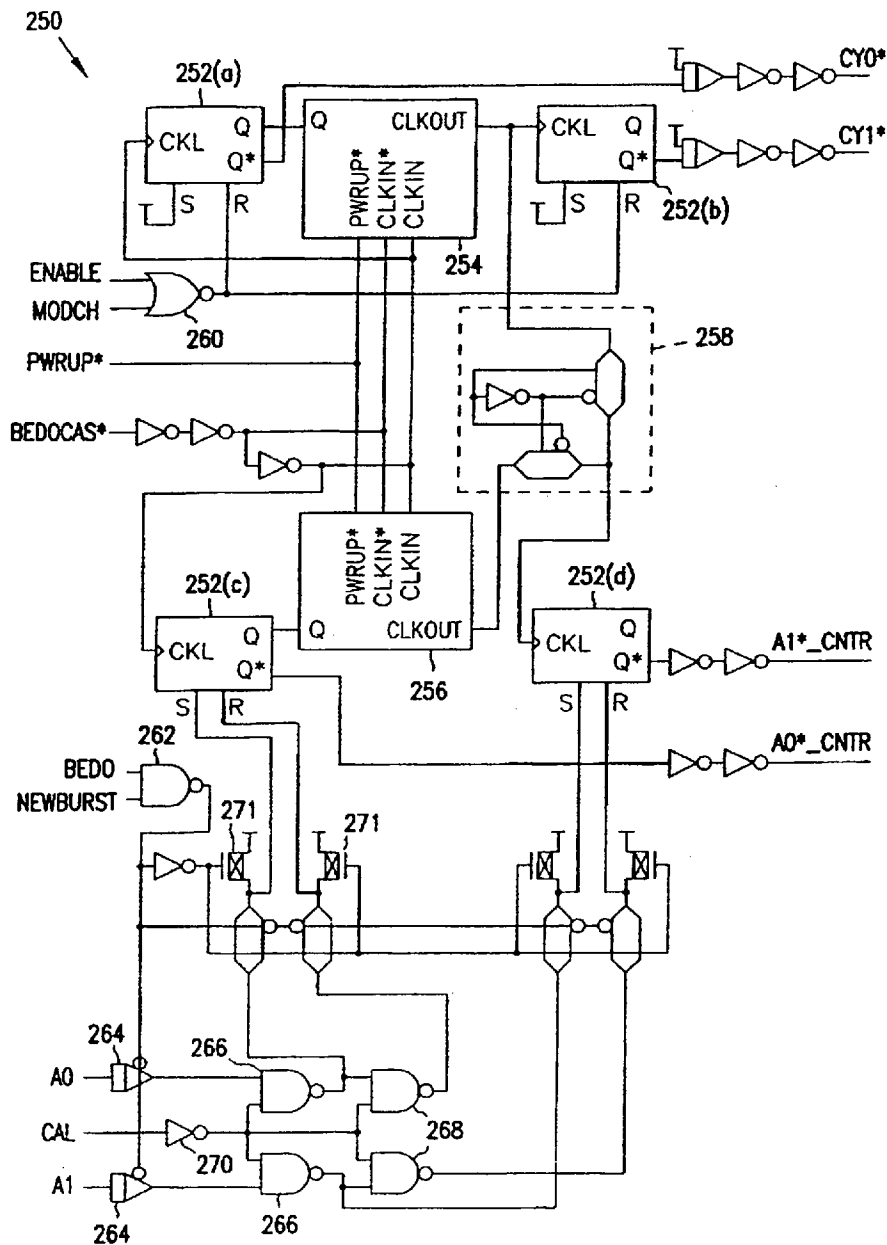 250
252(a)
Q
Q*
CKL
S
R
Q
CLKOUT
PWRUP*
CLKIN*
CLKIN
254
CKL
Q
Q*
S
R
252(b)
CY0*
CY1*
ENABLE
MODCH
260
PWRUP*
BEDOCAS*
258
252(c)
CKL
Q
Q*
S
R
Q
PWRUP*
CLKIN*
CLKIN
CLKOUT
256
252(d)
CKL
Q
Q*
S
R
A1*_CNTR
A0*_CNTR
262
BEDO
NEWBURST
271
271
264
A0
266
268
CAL
270
A1
264
266
268